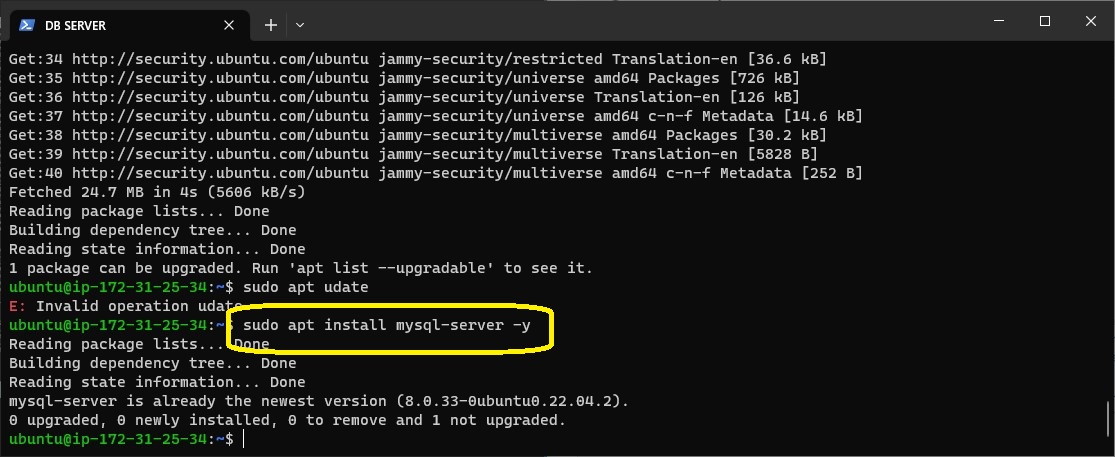 DB SERVER
Get:34 http://security.ubuntu.com/ubuntu jammy-security/restricted Translation-en [36.6 kB]
Get:35 http://security.ubuntu.com/ubuntu jammy-security/universe amd64 Packages [726 kB]
Get:36 http://security.ubuntu.com/ubuntu jammy-security/universe Translation-en [126 kB]
Get:37 http://security.ubuntu.com/ubuntu jammy-security/universe amd64 c-n-f Metadata [14.6 kB]
Get:38 http://security.ubuntu.com/ubuntu jammy-security/multiverse amd64 Packages [30.2 kB]
Get:39 http://security.ubuntu.com/ubuntu jammy-security/multiverse Translation-en [5828 B]
Get:40 http://security.ubuntu.com/ubuntu jammy-security/multiverse amd64 c-n-f Metadata [252 B]
Fetched 24.7 MB in 4s (5606 kB/s)
Reading package lists... Done
Building dependency tree... Done
Reading state information... Done
1 package can be upgraded. Run 'apt list --upgradable' to see it.
ubuntu@ip-172-31-25-34:~$ sudo apt udate
E: Invalid operation udate
ubuntu@ip-172-31-25-34:~$ sudo apt install mysql-server -y
Reading package lists... Done
Building dependency tree... Done
Reading state information... Done
mysql-server is already the newest version (8.0.33-0ubuntu0.22.04.2).
0 upgraded, 0 newly installed, 0 to remove and 1 not upgraded.
ubuntu@ip-172-31-25-34:~$